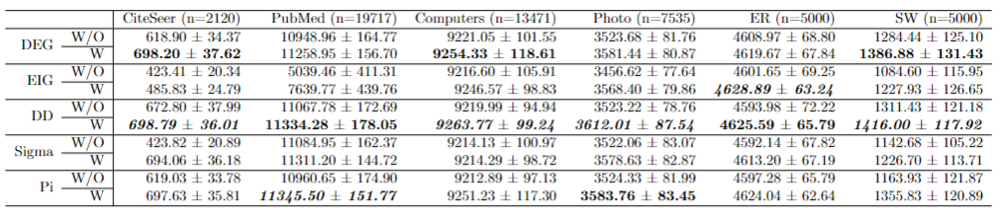 CiteSeer (n=2120) PubMed (n=19717) Computers (n=13471) Photo (n=7535) ER (n=5000) SW (n=5000)
DEG W/O 618.90 ± 34.37 10948.96 ± 164.77 9221.05 ± 101.55 3523.68 ± 81.76 4608.97 ± 68.80 1284.44 ± 125.10
W 698.20 ± 37.62 11258.95 ± 156.70 9254.33 ± 118.61 3581.44 ± 80.87 4619.67 ± 67.84 1386.88 ± 131.43
EIG W/O 423.41 ± 20.34 5039.46 ± 411.31 9216.60 ± 105.91 3456.62 ± 77.64 4601.65 ± 69.25 1084.60 ± 115.95
W 485.83 ± 24.79 7639.77 ± 439.76 9246.57 ± 98.83 3568.40 ± 79.86 4628.89 ± 63.24 1227.93 ± 126.65
DD W/O 672.80 ± 37.99 11067.78 ± 172.69 9219.99 ± 94.94 3523.22 ± 78.76 4593.98 ± 72.22 1311.43 ± 121.18
W 698.79 ± 36.01 11334.28 ± 178.05 9263.77 ± 99.24 3612.01 ± 87.54 4625.59 ± 65.79 1416.00 ± 117.92
Sigma W/O 423.82 ± 20.89 11084.95 ± 162.37 9214.13 ± 100.97 3522.06 ± 83.07 4592.14 ± 67.82 1142.68 ± 105.22
W 694.06 ± 36.18 11311.20 ± 144.72 9214.29 ± 98.72 3578.63 ± 82.87 4613.20 ± 67.19 1226.70 ± 113.71
Pi W/O 619.03 ± 33.78 10960.65 ± 174.90 9212.89 ± 97.13 3524.33 ± 81.99 4597.28 ± 65.79 1163.93 ± 121.87
W 697.63 ± 35.81 11345.50 ± 151.77 9251.23 ± 117.30 3583.76 ± 83.45 4624.04 ± 62.64 1355.83 ± 120.89